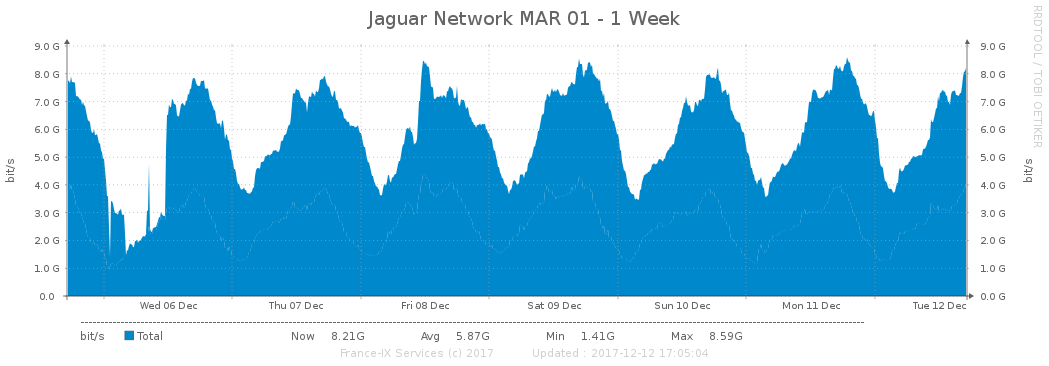 Jaguar Network MAR 01 - 1 Week
RRDTOOL / TOBI OETIKER
bit/s
9.0 G
8.0 G
7.0 G
6.0 G
5.0 G
4.0 G
3.0 G
2.0 G
1.0 G
0.0
9.0 G
8.0 G
7.0 G
6.0 G
5.0 G
4.0 G
3.0 G
2.0 G
1.0 G
0.0 G
bit/s
Wed 06 Dec Thu 07 Dec Fri 08 Dec Sat 09 Dec Sun 10 Dec Mon 11 Dec Tue 12 Dec
bit/s Total Now 8.21G Avg 5.87G Min 1.41G Max 8.59G
France-IX Services (c) 2017 Updated : 2017-12-12 17:05:04